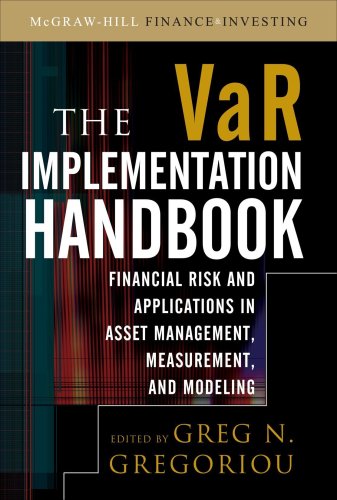 McGRAW-HILL FINANCE & INVESTING
THE VaR
IMPLEMENTATION
HANDBOOK
FINANCIAL RISK AND
APPLICATIONS IN
ASSET MANAGEMENT,
MEASUREMENT,
AND MODELING
EDITED BY GREG N.
GREGORIOU